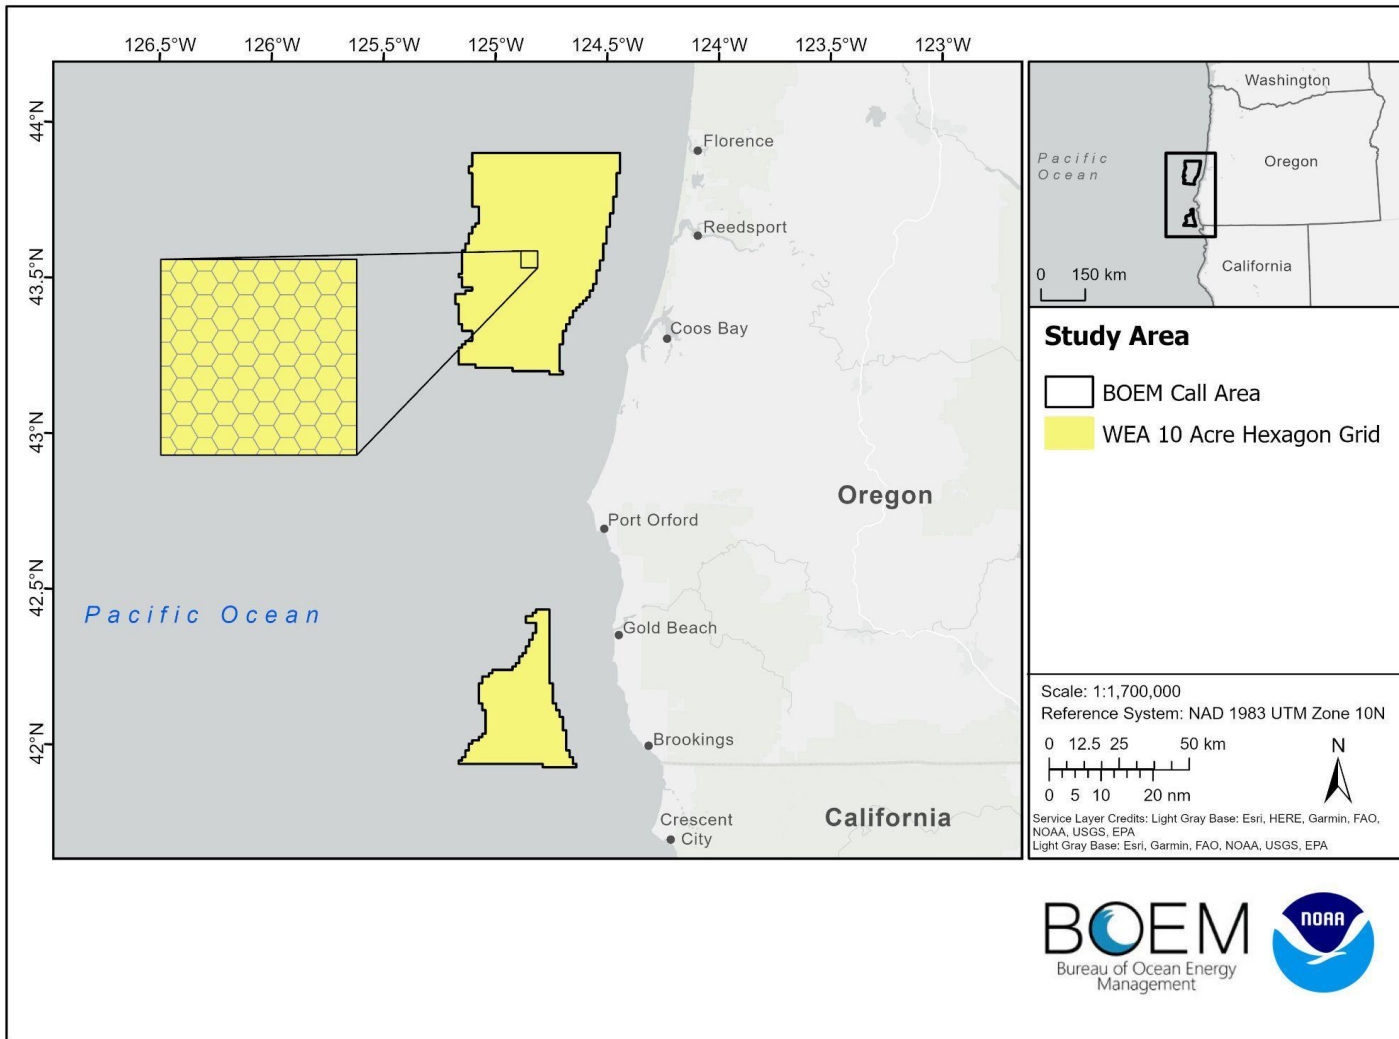 126.5°W 126°W 125.5°W 125°W 124.5°W 124°W 123.5°W 123°W
44°N
43.5°N
43°N
42.5°N
42°N
Florence
Reedsport
Coos Bay
Oregon
Port Orford
Pacific Ocean
Gold Beach
Brookings
California
Crescent
City
Washington
Pacific
Ocean
Oregon
California
0 150 km
Study Area
BOEM Call Area
WEA 10 Acre Hexagon Grid
Scale: 1:1,700,000
Reference System: NAD 1983 UTM Zone 10N
0 12.5 25 50 km
0 5 10 20 nm
N
Service Layer Credits: Light Gray Base: Esri, HERE, Garmin, FAO,
NOAA, USGS, EPA
Light Gray Base: Esri, Garmin, FAO, NOAA, USGS, EPA
BOEM
Bureau of Ocean Energy
Management
NOAA